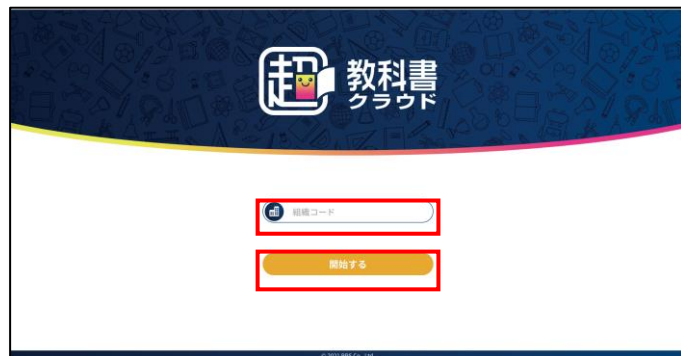 超
教科書
クラウド
組織コード
開始する